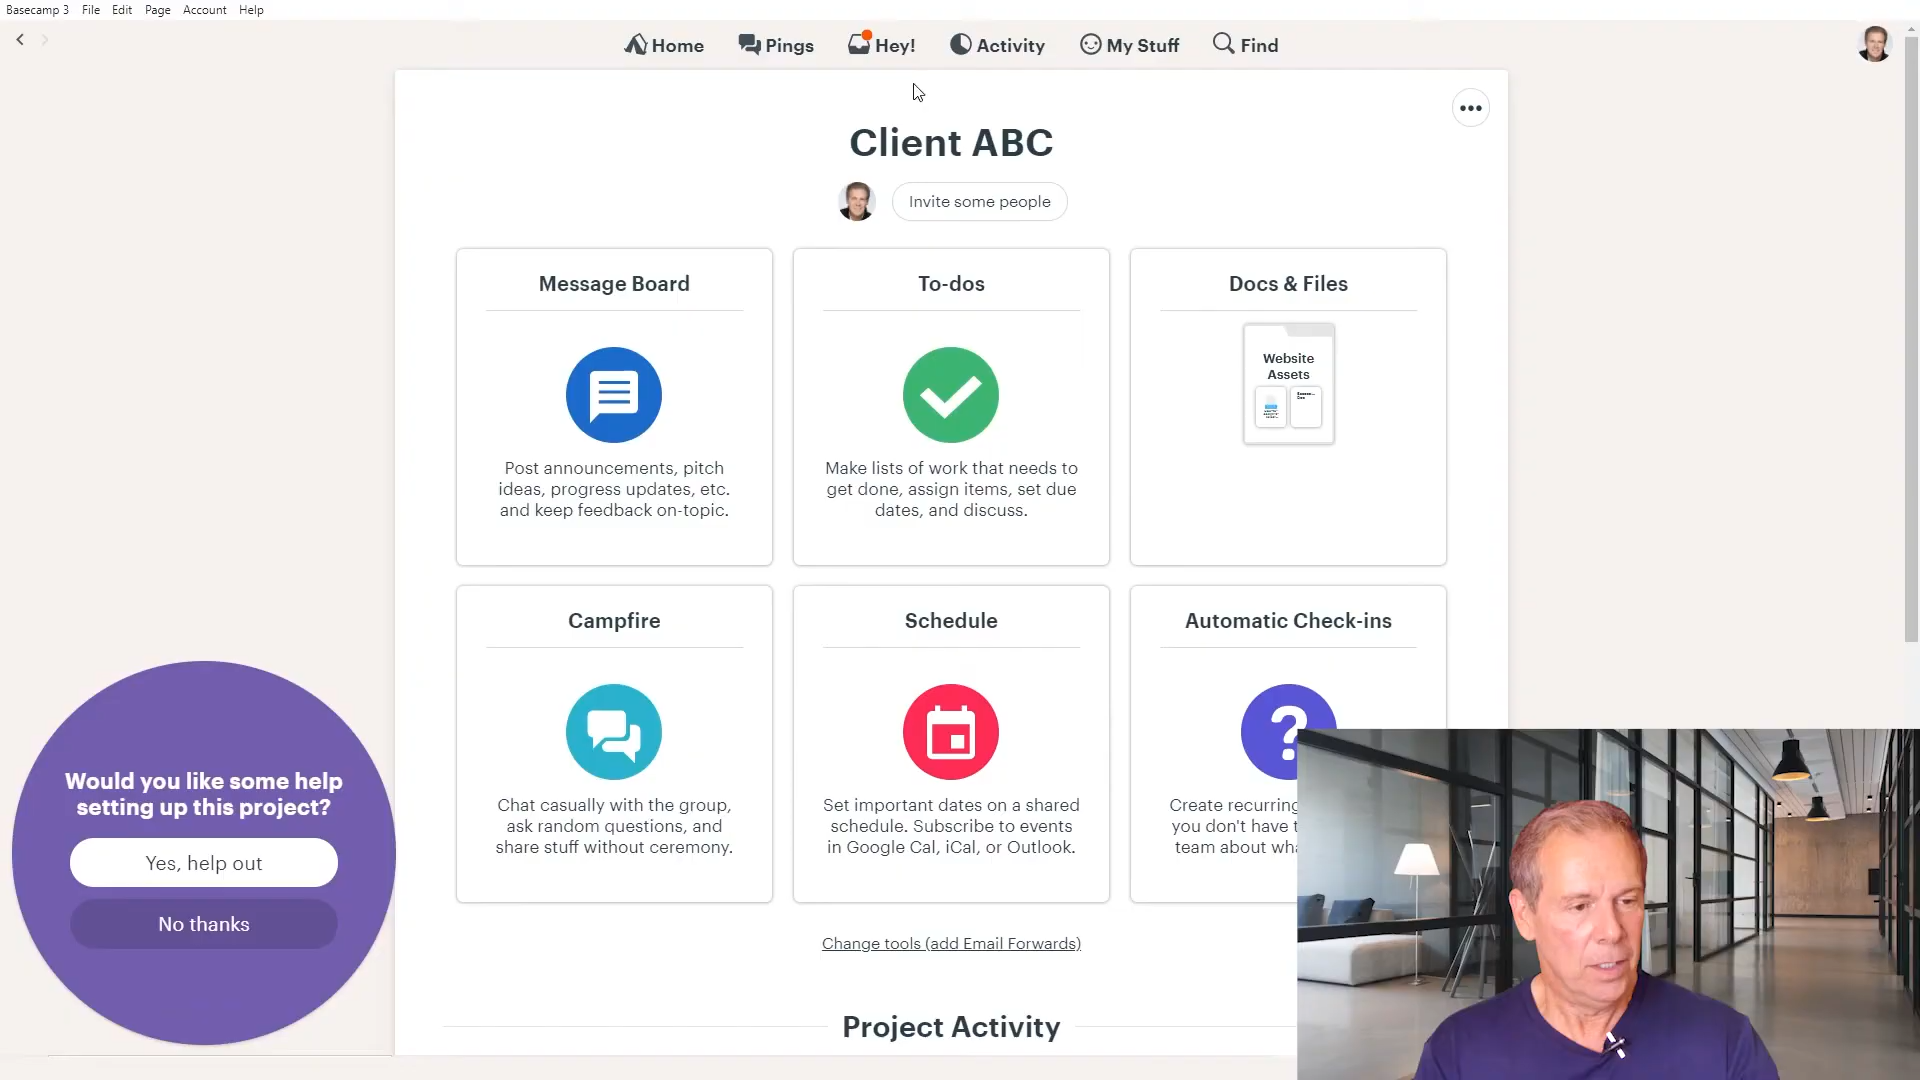 Basecamp 3 File Edit Page Account Help
Home Pings Hey! Activity My Stuff Find
Client ABC
Invite some people
Message Board
Post announcements, pitch
ideas, progress updates, etc.
and keep feedback on-topic.
To-dos
Make lists of work that needs to
get done, assign items, set due
dates, and discuss.
Docs & Files
Website
Assets
Campfire
Chat casually with the group,
ask random questions, and
share stuff without ceremony.
Schedule
Set important dates on a shared
schedule. Subscribe to events
in Google Cal, iCal, or Outlook.
Automatic Check-ins
?
Create recurring
you don't have
team about
Change tools (add Email Forwards)
Project Activity
Would you like some help
setting up this project?
Yes, help out
No thanks